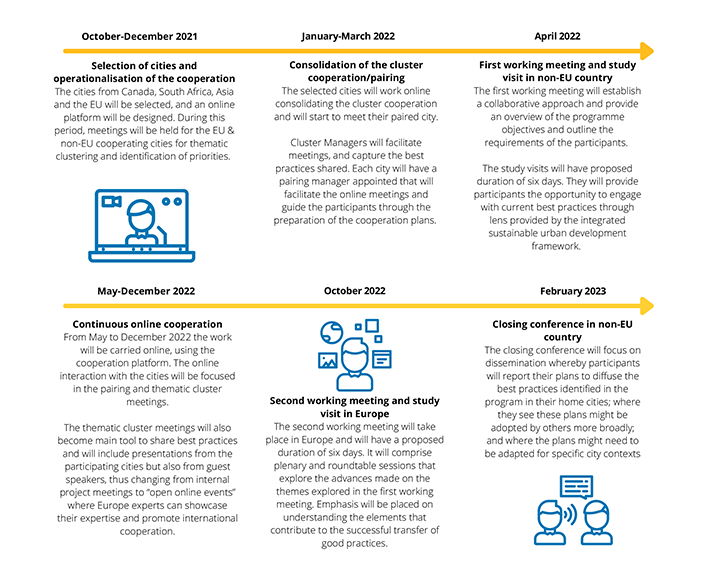 October-December 2021
January-March 2022
April 2022
Selection of cities and
operationalisation of the cooperation
The cities from Canada, South Africa, Asia
and the EU will be selected, and an online
platform will be designed. During this
period, meetings will be held for the EU &
non-EU cooperating cities for thematic
clustering and identification of priorities.
Consolidation of the cluster
cooperation/pairing
The selected cities will work online
consolidating the cluster cooperation
and will start to meet their paired city.
Cluster Managers will facilitate
meetings, and capture the best
practices shared. Each city will have a
pairing manager appointed that will
facilitate the online meetings and
guide the participants through the
preparation of the cooperation plans.
First working meeting and study
visit in non-EU country
The first working meeting will establish
a collaborative approach and provide
an overview of the programme
objectives and outline the
requirements of the participants.
The study visits will have proposed
duration of six days. They will provide
participants the opportunity to engage
with current best practices through
lens provided by the integrated
sustainable urban development
framework.
May-December 2022
October 2022
February 2023
Continuous online cooperation
From May to December 2022 the work
will be carried online, using the
cooperation platform. The online
interaction with the cities will be focused
in the pairing and thematic cluster
meetings.
The thematic cluster meetings will also
become main tool to share best practices
and will include presentations from the
participating cities but also from guest
speakers, thus changing from internal
project meetings to “open online events”
where Europe experts can showcase
their expertise and promote international
cooperation.
Second working meeting and study
visit in Europe
The second working meeting will take
place in Europe and will have a proposed
duration of six days. It will comprise
plenary and roundtable sessions that
explore the advances made on the
themes explored in the first working
meeting. Emphasis will be placed on
understanding the elements that
contribute to the successful transfer of
good practices.
Closing conference in non-EU
country
The closing conference will focus on
dissemination whereby participants
will report their plans to diffuse the
best practices identified in the
program in their home cities; where
they see these plans might be
adopted by others more broadly;
and where the plans might need to
be adapted for specific city contexts